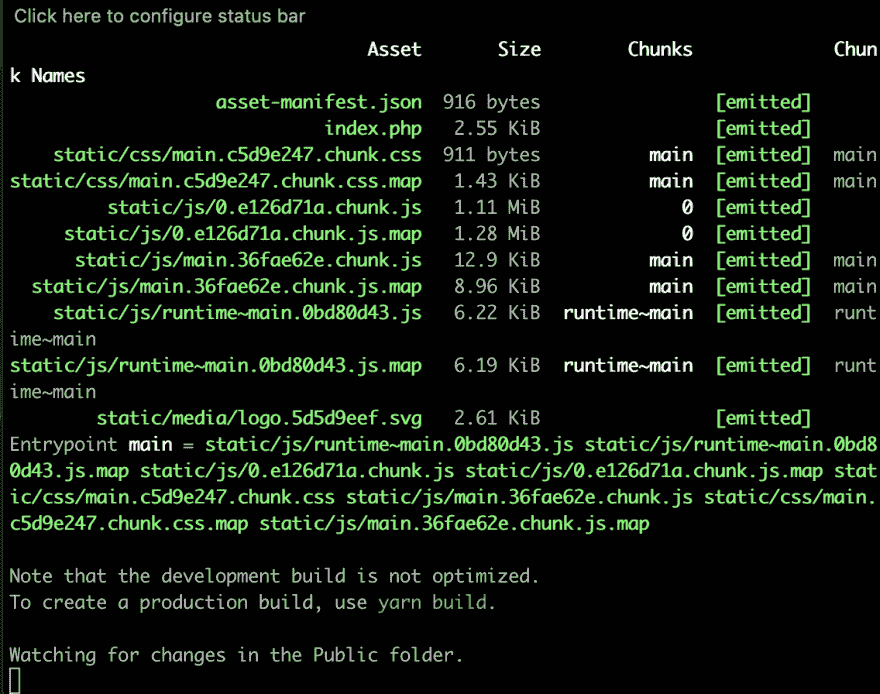 Click here to configure status bar
Asset Size Chunks Chun
k Names
asset-manifest.json 916 bytes [emitted]
index.php 2.55 KiB [emitted]
static/css/main.c5d9e247.chunk.css 911 bytes main [emitted] main
static/css/main.c5d9e247.chunk.css.map 1.43 KiB main [emitted] main
static/js/0.e126d71a.chunk.js 1.11 MiB 0 [emitted]
static/js/0.e126d71a.chunk.js.map 1.28 MiB 0 [emitted]
static/js/main.36fae62e.chunk.js 12.9 KiB main [emitted] main
static/js/main.36fae62e.chunk.js.map 8.96 KiB main [emitted] main
static/js/runtime~main.0bd80d43.js 6.22 KiB runtime~main [emitted] runt
ime~main
static/js/runtime~main.0bd80d43.js.map 6.19 KiB runtime~main [emitted] runt
ime~main
static/media/logo.5d5d9eef.svg 2.61 KiB [emitted]
Entrypoint main = static/js/runtime~main.0bd80d43.js static/js/runtime~main.0bd8
0d43.js.map static/js/0.e126d71a.chunk.js static/js/0.e126d71a.chunk.js.map stat
ic/css/main.c5d9e247.chunk.css static/js/main.36fae62e.chunk.js static/css/main.
c5d9e247.chunk.css.map static/js/main.36fae62e.chunk.js.map
Note that the development build is not optimized.
To create a production build, use yarn build.
Watching for changes in the Public folder.